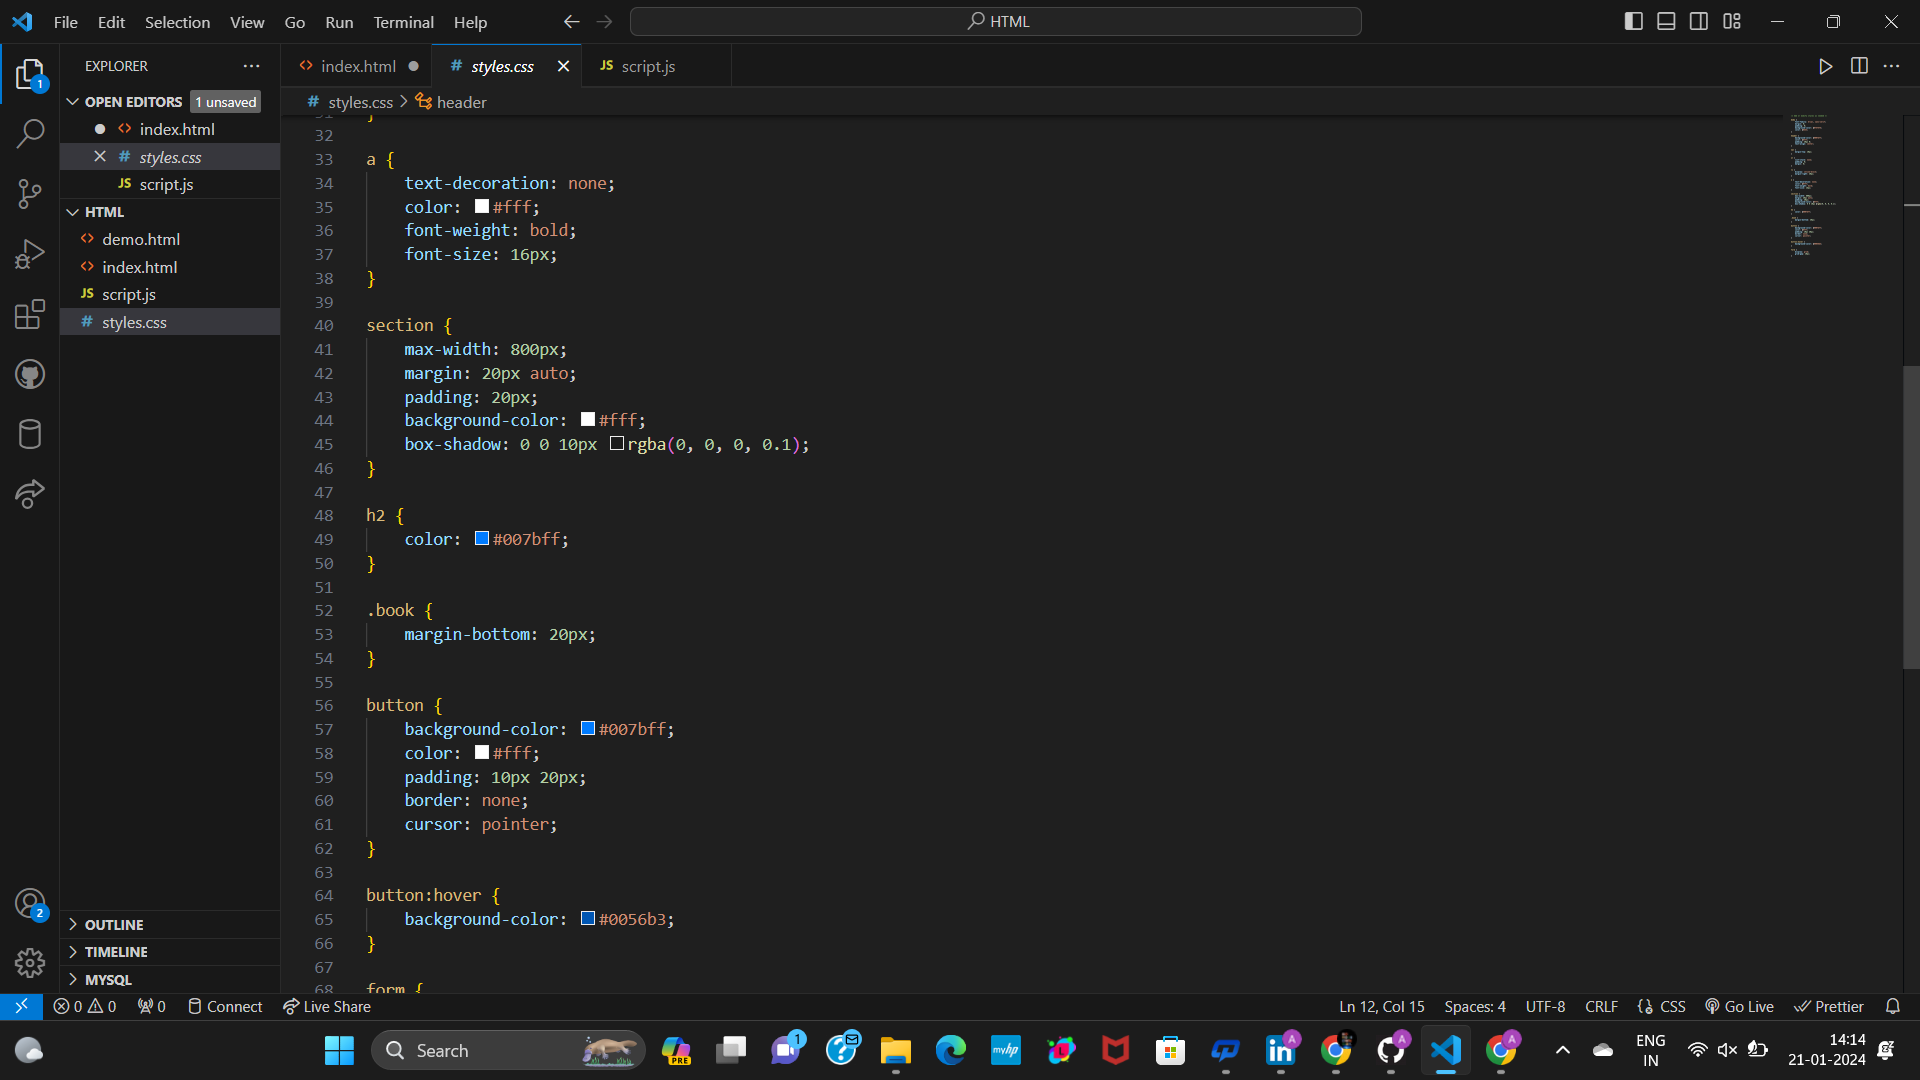 File Edit Selection View Go Run Terminal Help
HTML
EXPLORER
OPEN EDITORS 1 unsaved
index.html
styles.css
script.js
HTML
demo.html
index.html
JS script.js
# styles.css
OUTLINE
TIMELINE
MYSQL
1
2
index.html
# styles.css
JS script.js
# styles.css > header
31 }
32
33 a {
34 text-decoration: none;
35 color: #fff;
36 font-weight: bold;
37 font-size: 16px;
38 }
39
40 section {
41 max-width: 800px;
42 margin: 20px auto;
43 padding: 20px;
44 background-color: #fff;
45 box-shadow: 0 0 10px rgba(0, 0, 0, 0.1);
46 }
47
48 h2 {
49 color: #007bff;
50 }
51
52 .book {
53 margin-bottom: 20px;
54 }
55
56 button {
57 background-color: #007bff;
58 color: #fff;
59 padding: 10px 20px;
60 border: none;
61 cursor: pointer;
62 }
63
64 button:hover {
65 background-color: #0056b3;
66 }
67
68 form {
0 0 0 Connect Live Share
Ln 12, Col 15 Spaces: 4 UTF-8 CRLF CSS Go Live Prettier
Search
PRE
1
myhp
in
A
A
A
ENG
IN
14:14
21-01-2024